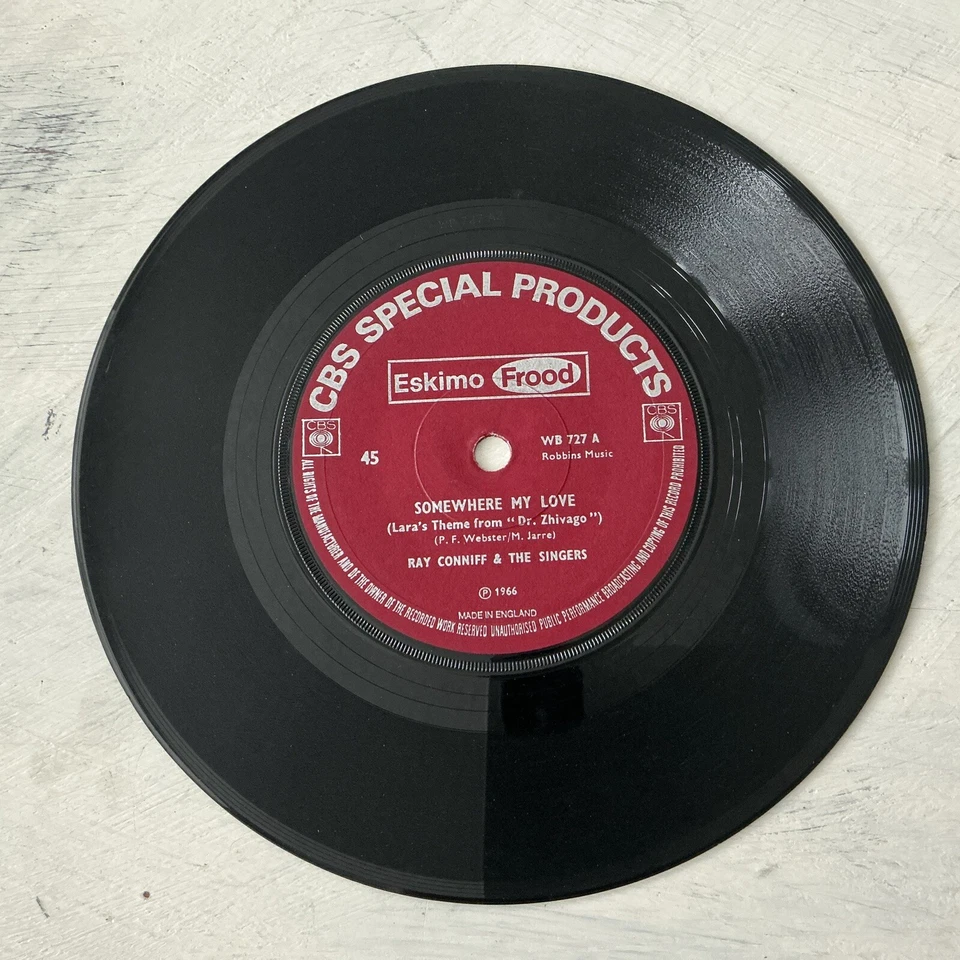 CBS SPECIAL PRODUCTS
Eskimo Frood
CBS
CBS
45
WB 727 A
Robbins Music
SOMEWHERE MY LOVE
(Lara's Theme from "Dr. Zhivago")
(P. F. Webster/M. Jarre)
RAY CONNIFF & THE SINGERS
Ⓟ 1966
MADE IN ENGLAND
ALL RIGHTS OF THE MANUFACTURER AND OF THE OWNER OF THE RECORDED WORK RESERVED UNAUTHORISED PUBLIC PERFORMANCE BROADCASTING AND COPYING OF THIS RECORD PROHIBITED